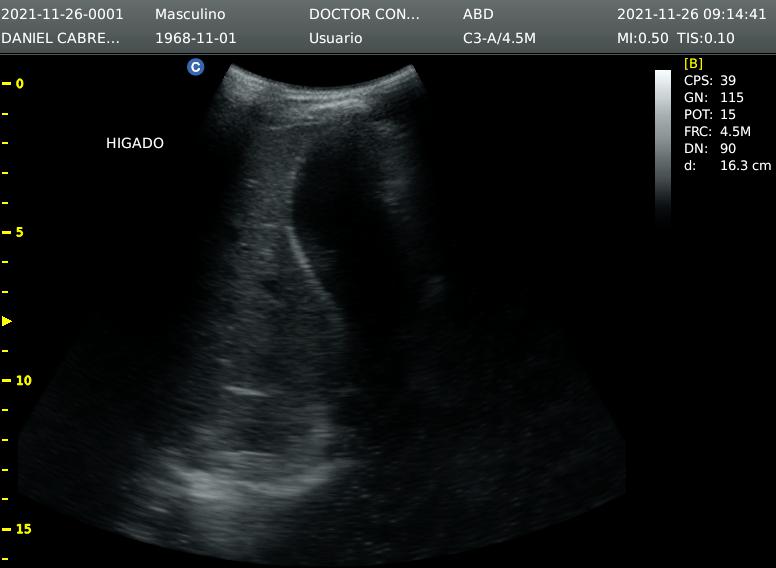 2021-11-26-0001 Masculino DOCTOR CON... ABD 2021-11-26 09:14:41
DANIEL CABRE... 1968-11-01 Usuario C3-A/4.5M MI:0.50 TIS:0.10
C
[B]
CPS: 39
GN: 115
POT: 15
FRC: 4.5M
DN: 90
d: 16.3 cm
0
HIGADO
5
10
15